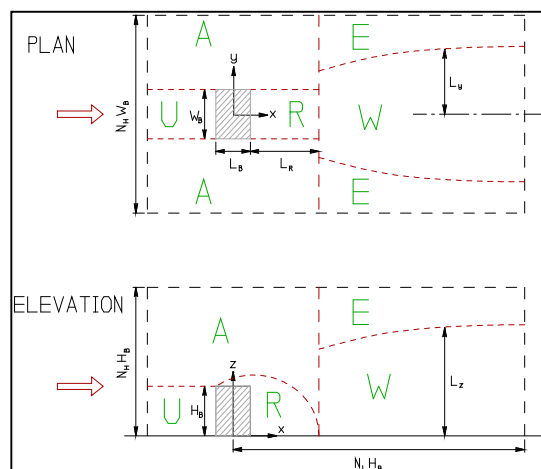 PLAN
A
E
y
L_y
N_H W_B
U
W_B
x
R
W
L_B
L_R
A
E
ELEVATION
E
A
N_H H_B
z
U
H_B
R
W
L_z
x
N_L H_B